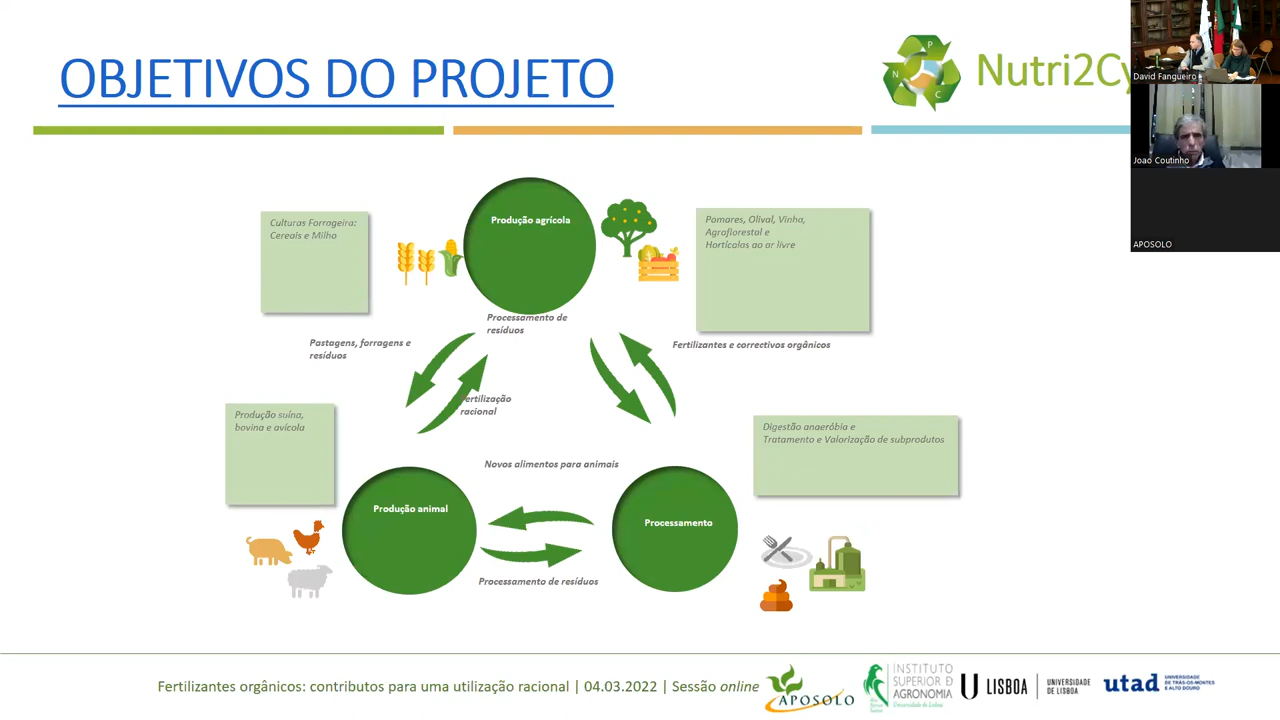 OBJETIVOS DO PROJETO
P
N
C
Nutri2Cy
David Fangueiro
Joao Coutinho
APOSOLO
Culturas Forrageira:
Cereais e Milho
Produção agrícola
Pomares, Olival, Vinha,
Agroflorestal e
Hortícolas ao ar livre
Processamento de
resíduos
Pastagens, forragens e
resíduos
Fertilizantes e correctivos orgânicos
Fertilização
racional
Produção suína,
bovina e avícola
Digestão anaeróbia e
Tratamento e Valorização de subprodutos
Novos alimentos para animais
Produção animal
Processamento
Processamento de resíduos
Fertilizantes orgânicos: contributos para uma utilização racional | 04.03.2022 | Sessão online
APOSOLO
INSTITUTO
SUPERIOR D
AGRONOMIA
Universidade de Lisboa
LISBOA
UNIVERSIDADE
DE LISBOA
utad
UNIVERSIDADE
DE TRÁS-OS-MONTES
E ALTO DOURO